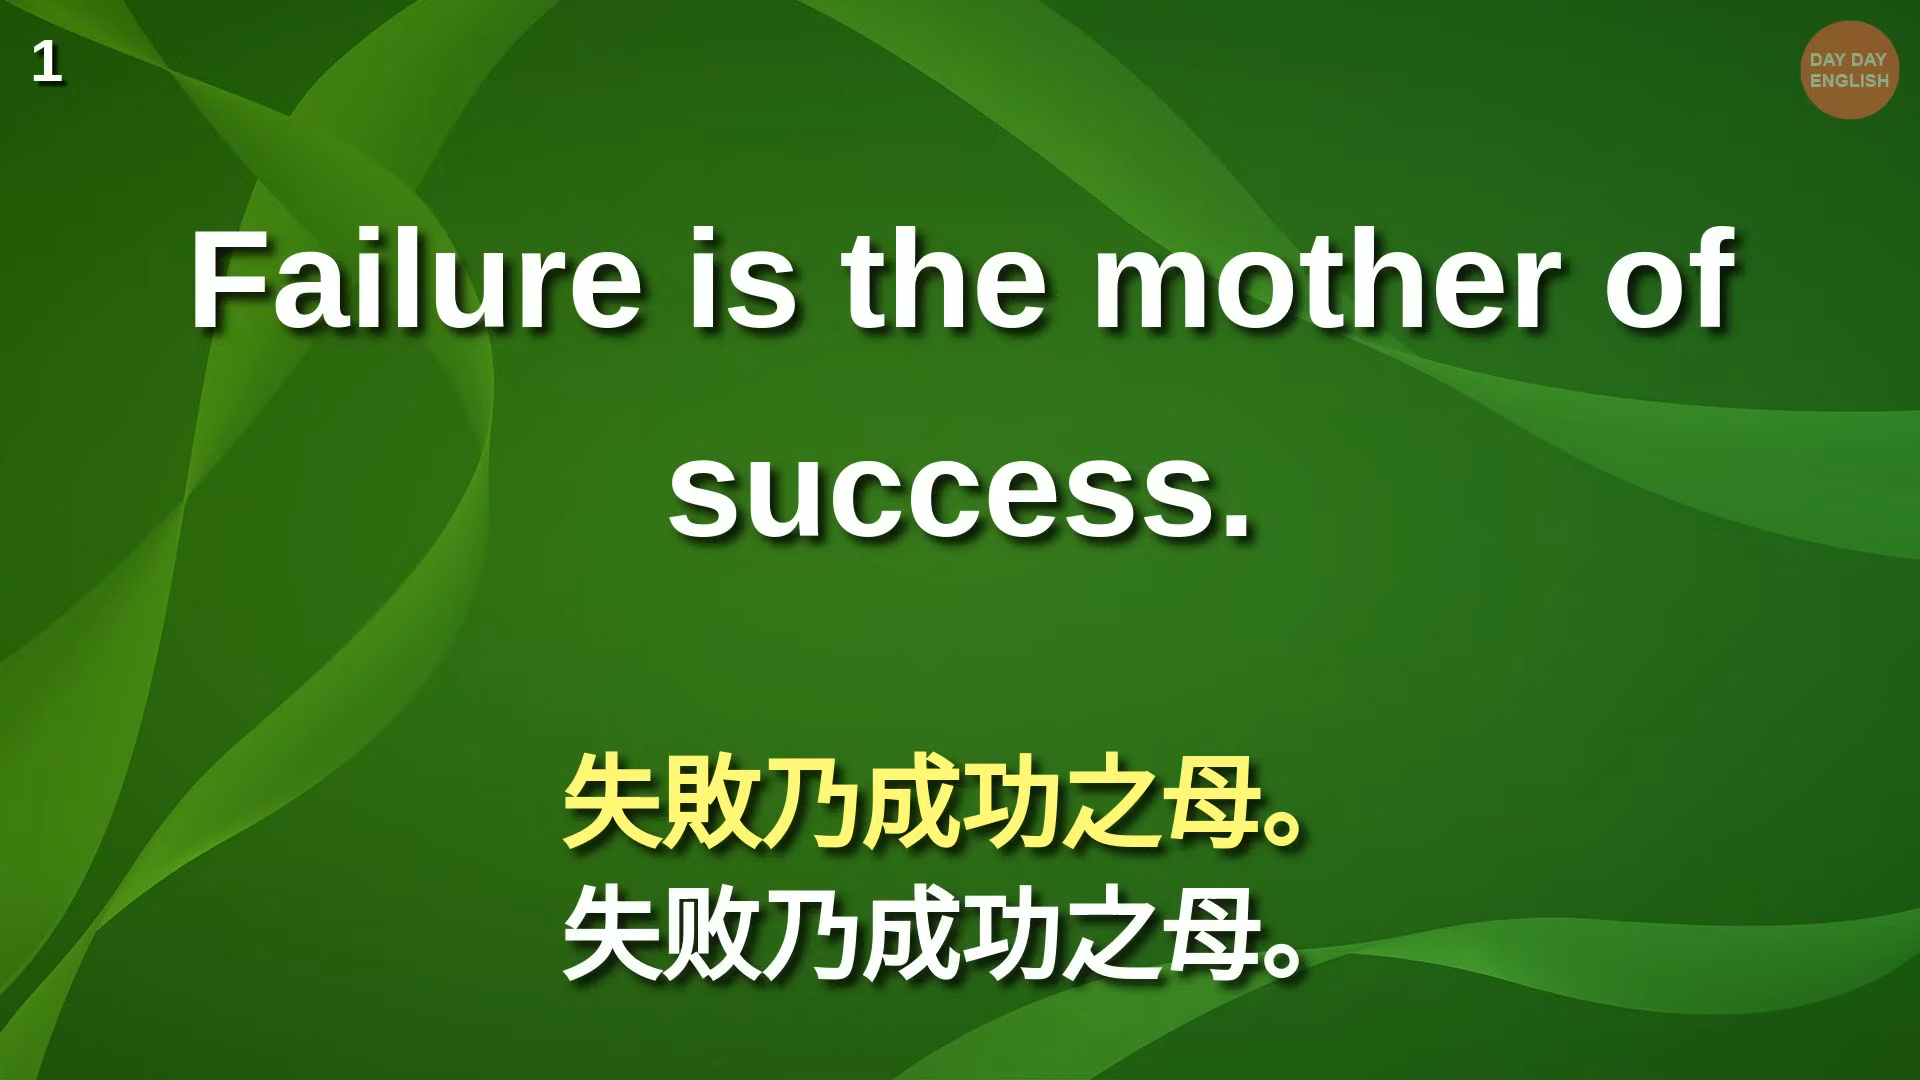 1
DAY DAY
ENGLISH
Failure is the mother of
success.
失敗乃成功之母。
失败乃成功之母。